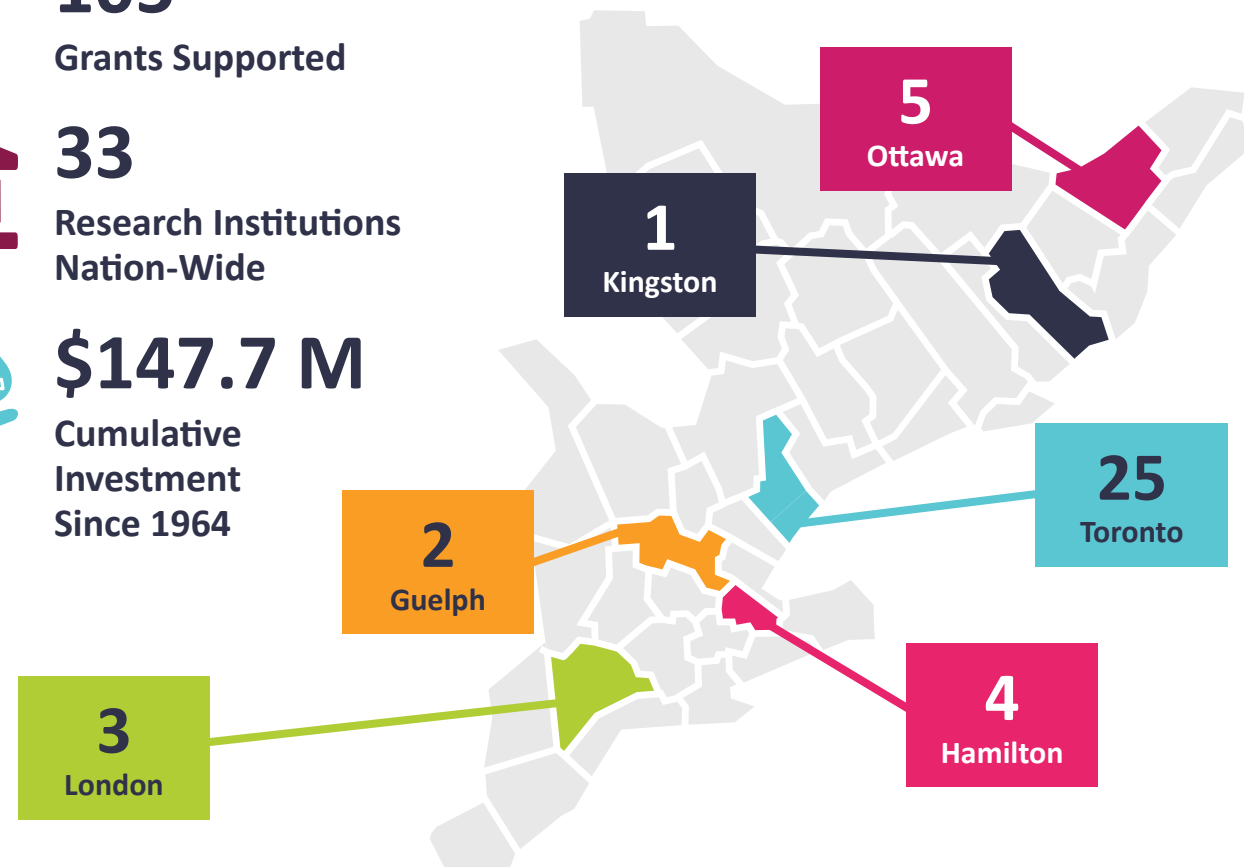 Grants Supported
33
Research Institutions
Nation-Wide
$147.7 M
Cumulative
Investment
Since 1964
5
Ottawa
1
Kingston
25
Toronto
2
Guelph
4
Hamilton
3
London